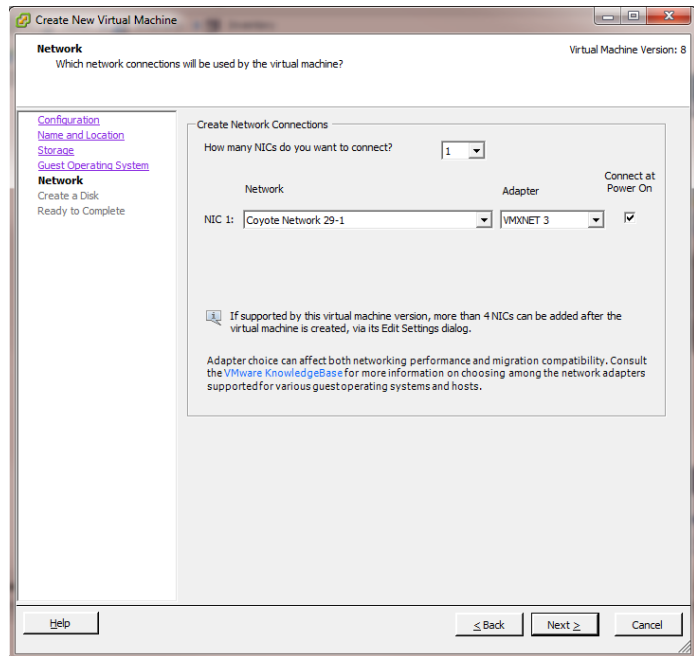 Create New Virtual Machine
Network
Virtual Machine Version: 8
Which network connections will be used by the virtual machine?
Configuration
Name and Location
Storage
Guest Operating System
Network
Create a Disk
Ready to Complete
Create Network Connections
How many NICs do you want to connect?
1
Network
Adapter
Connect at
Power On
NIC 1:
Coyote Network 29-1
VMXNET 3
If supported by this virtual machine version, more than 4 NICs can be added after the
virtual machine is created, via its Edit Settings dialog.
Adapter choice can affect both networking performance and migration compatibility. Consult
the VMware KnowledgeBase for more information on choosing among the network adapters
supported for various guest operating systems and hosts.
Help
< Back
Next >
Cancel